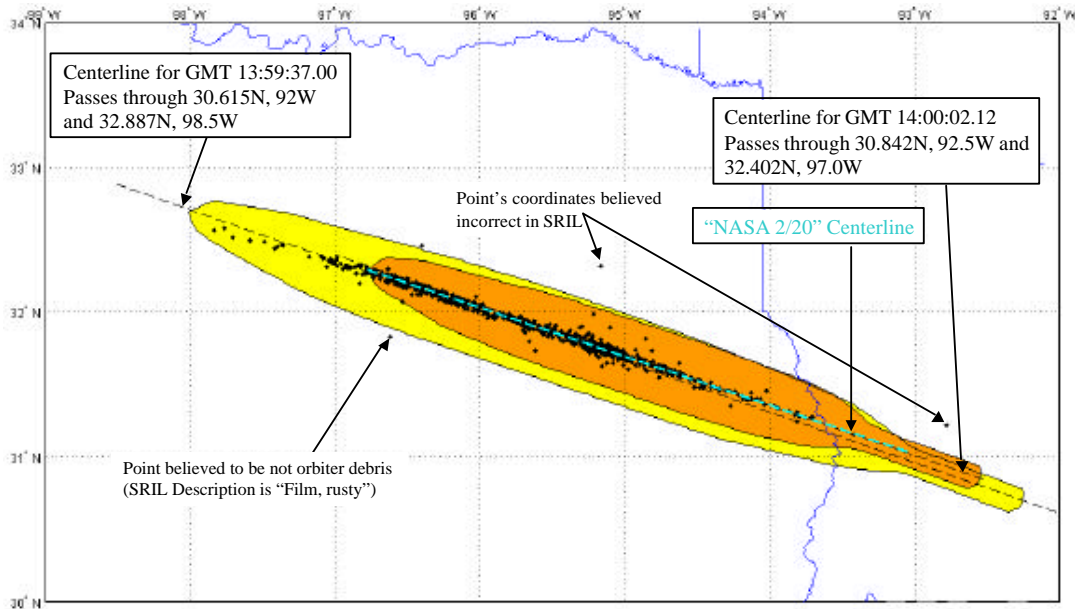 98° W 98° W 97° W 96° W 95° W 94° W 93° W 92° W
34° N
Centerline for GMT 13:59:37.00
Passes through 30.615N, 92W
and 32.887N, 98.5W
Centerline for GMT 14:00:02.12
Passes through 30.842N, 92.5W and
32.402N, 97.0W
33° N
Point’s coordinates believed
incorrect in SRIL
“NASA 2/20” Centerline
32° N
Point believed to be not orbiter debris
(SRIL Description is “Film, rusty”)
31° N
30° N